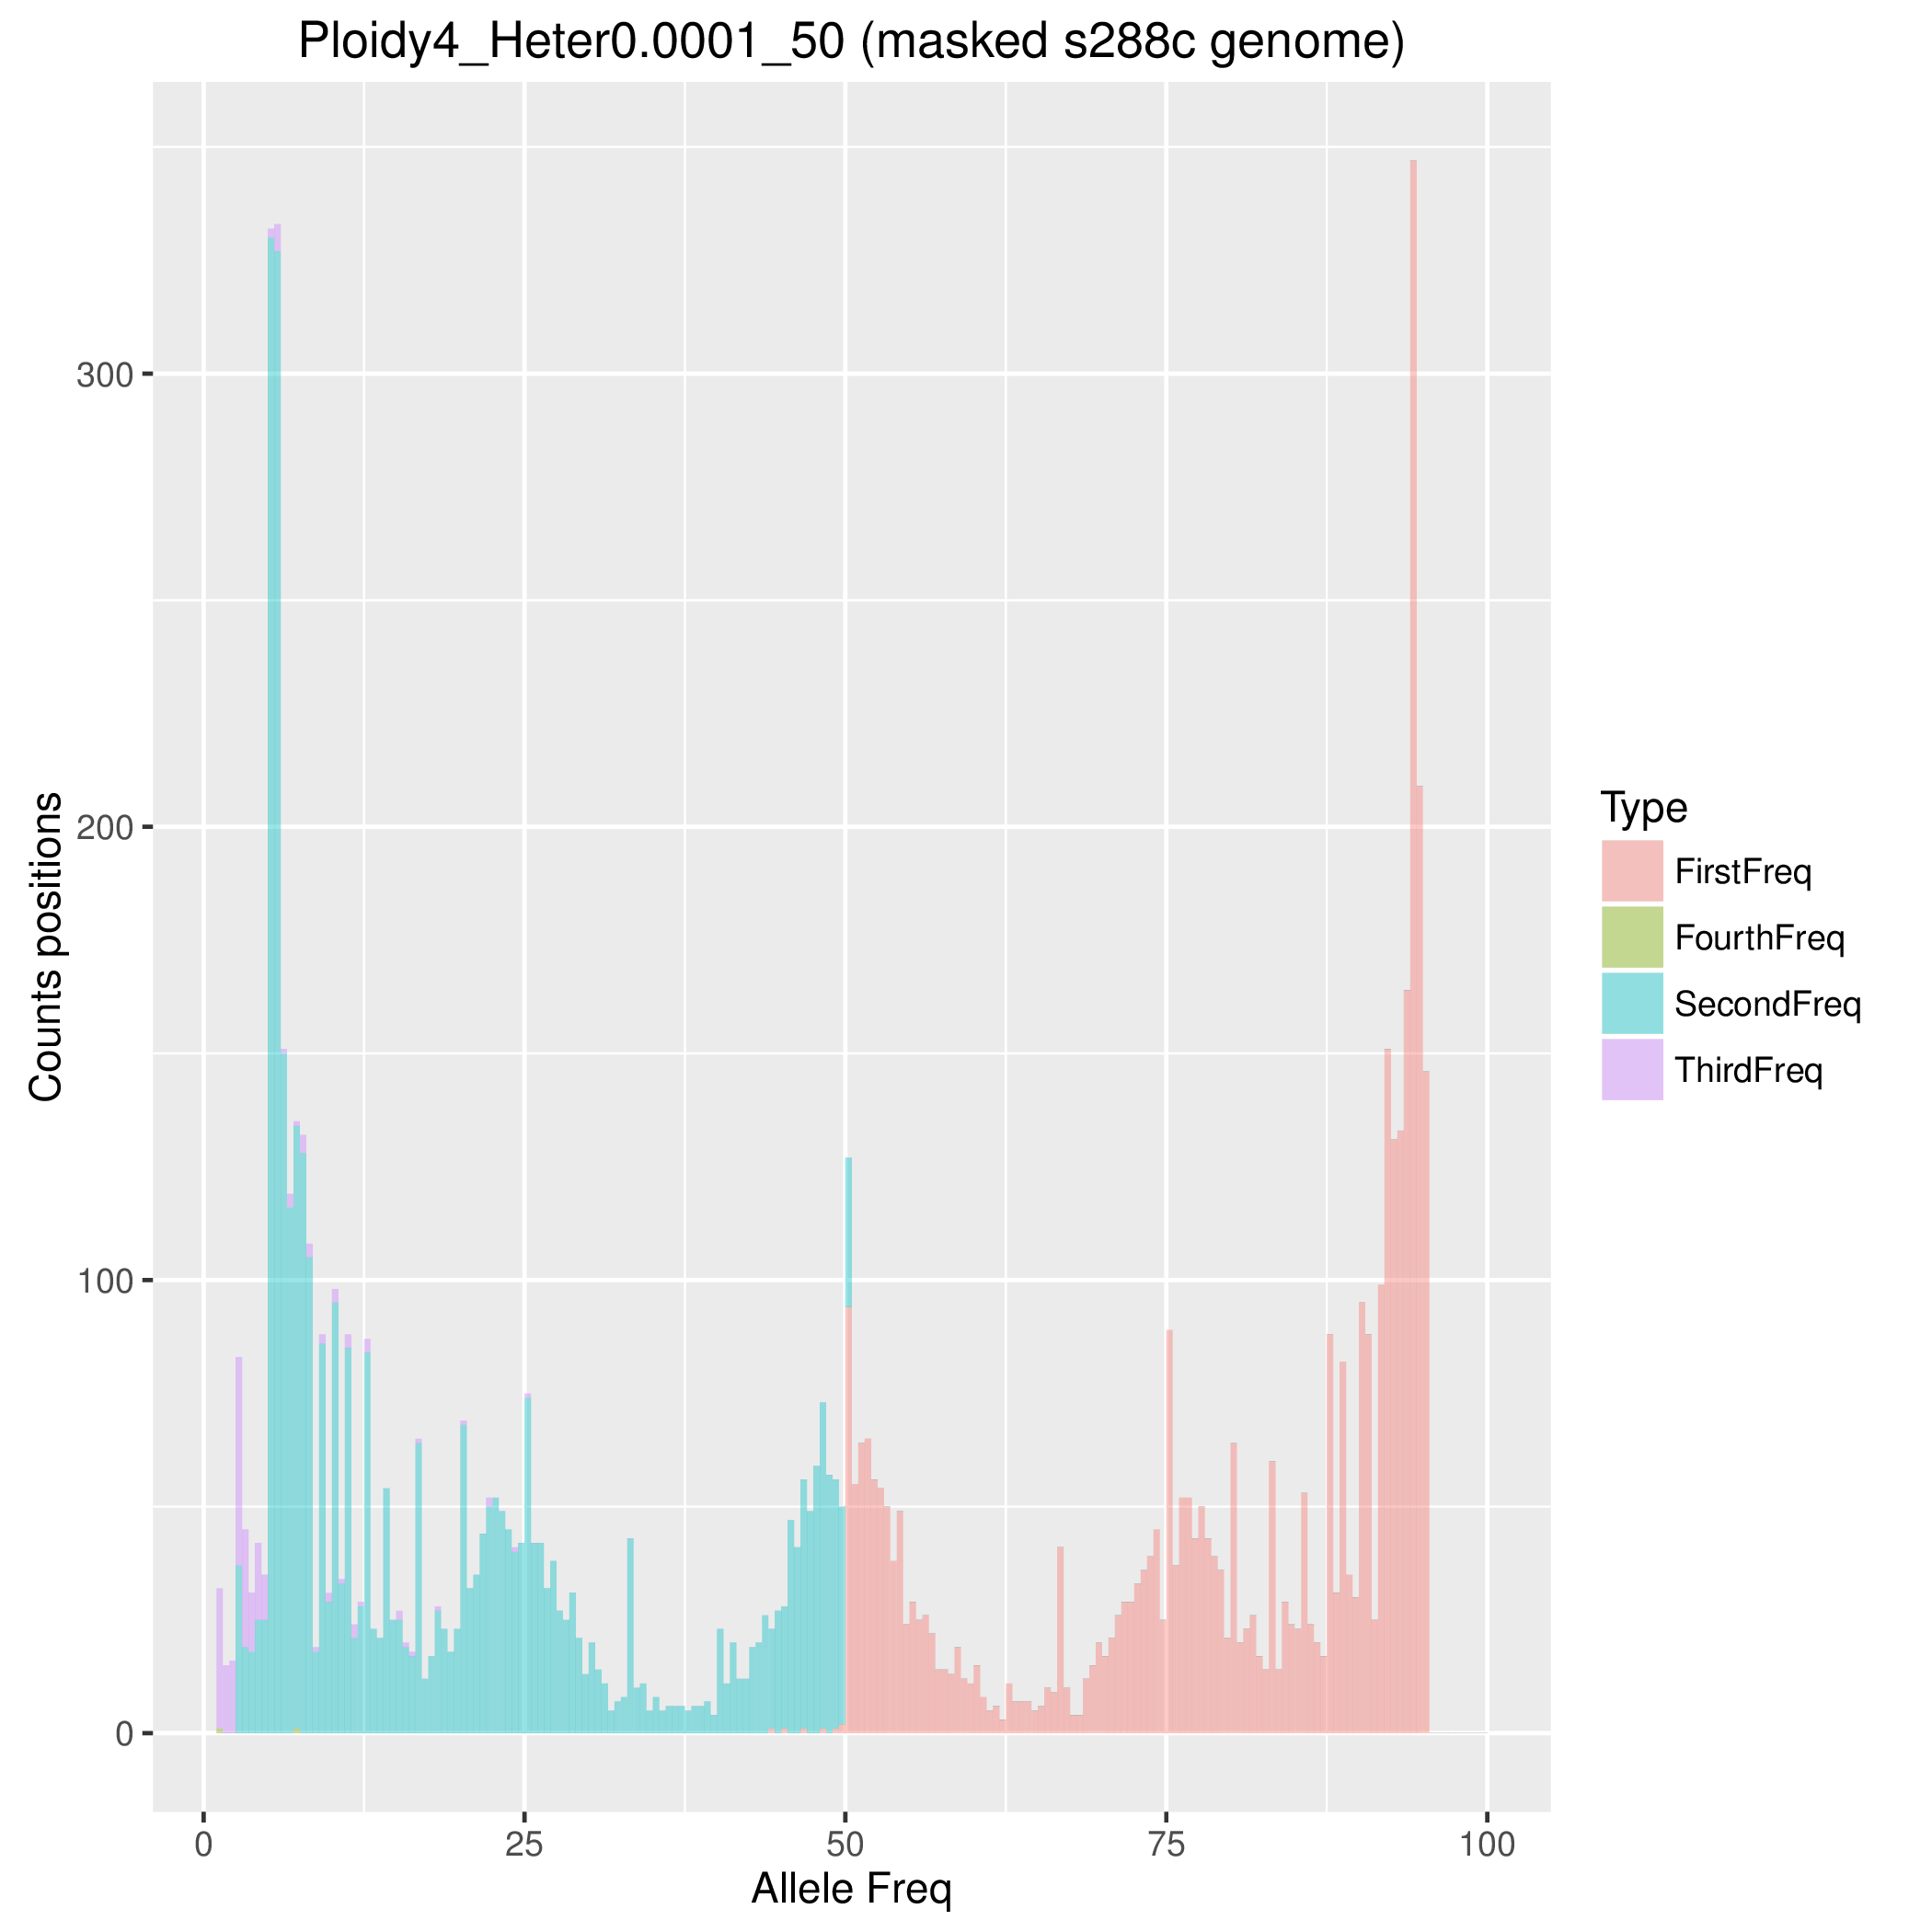 Ploidy4_Heter0.0001_50 (masked s288c genome)
300
200
100
0
Counts positions
0 25 50 75 100
Allele Freq
Type
FirstFreq
FourthFreq
SecondFreq
ThirdFreq